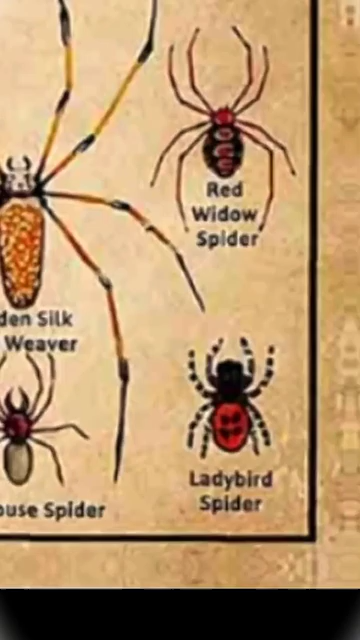 Red
Widow
Spider
den Silk
Weaver
Ladybird
Spider
ouse Spider